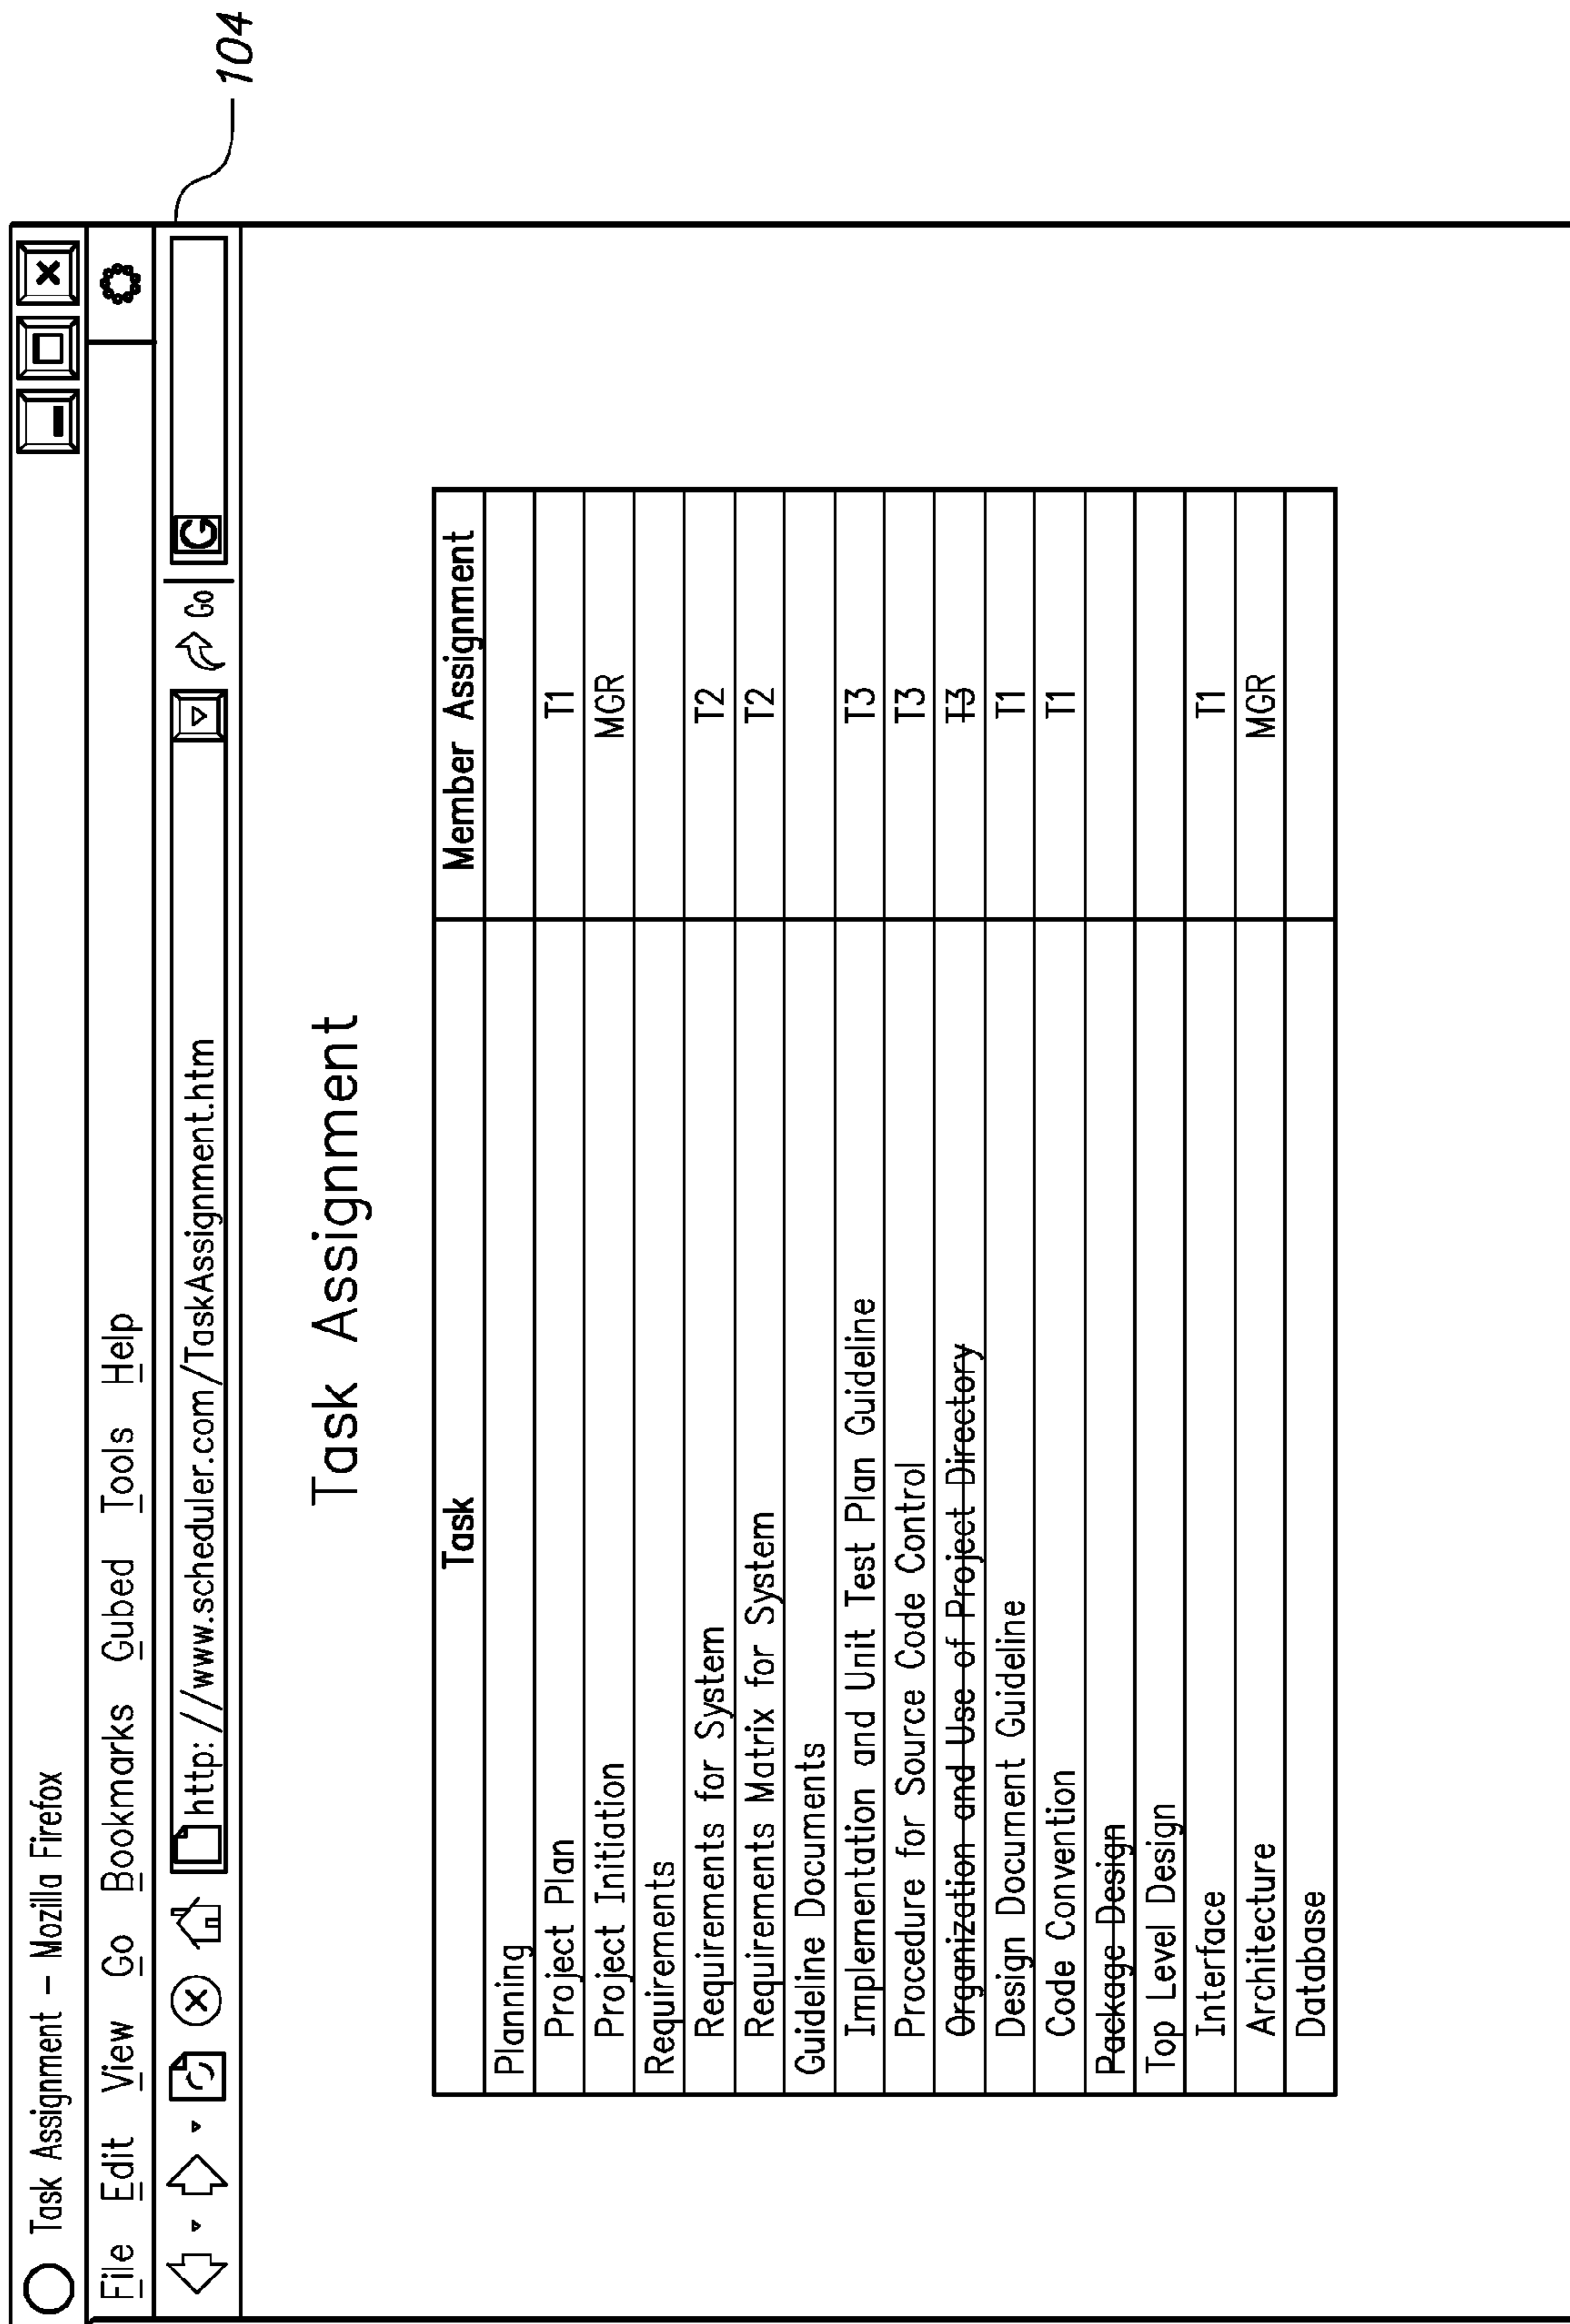 Task Assignment – Mozilla Firefox
File Edit View Go Bookmarks Gubed Tools Help
http://www.scheduler.com/TaskAssignment.htm Go G
104
Task Assignment
Task Member Assignment
Planning
Project Plan T1
Project Initiation MGR
Requirements
Requirements for System T2
Requirements Matrix for System T2
Guideline Documents
Implementation and Unit Test Plan Guideline T3
Procedure for Source Code Control T3
Organization and Use of Project Directory T3
Design Document Guideline T1
Code Convention T1
Package Design
Top Level Design
Interface T1
Architecture MGR
Database